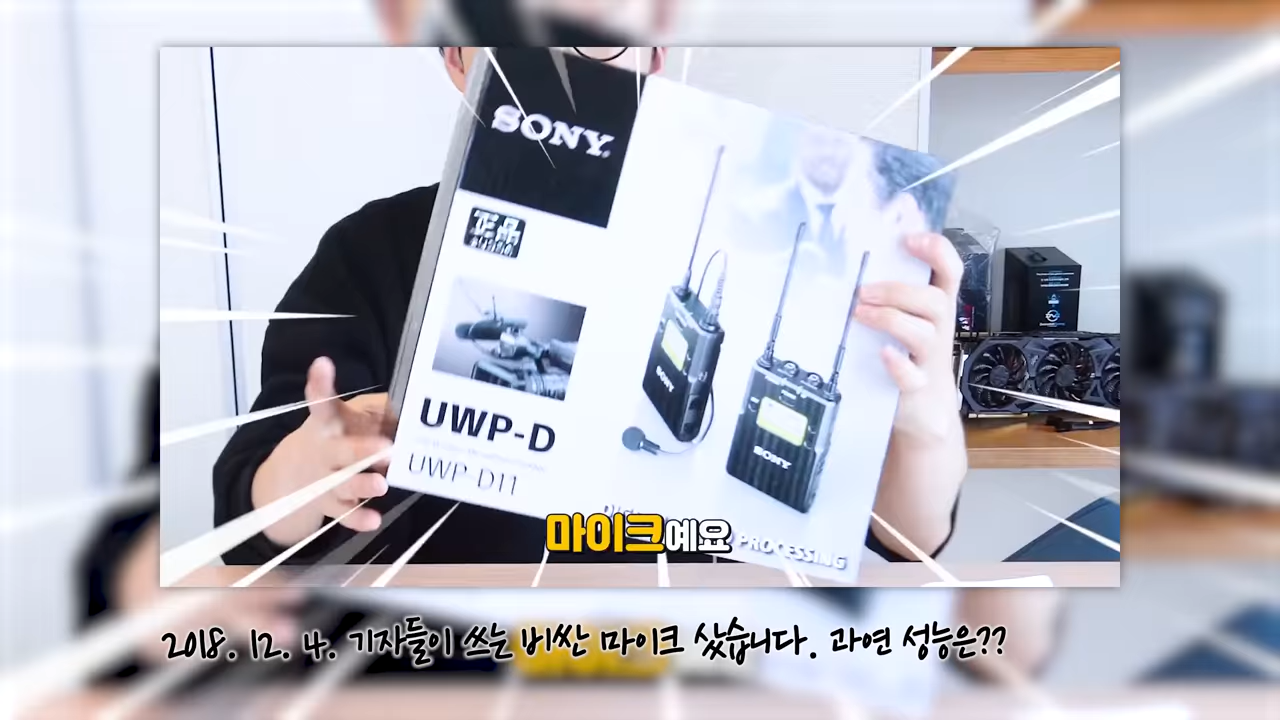 SONY
UWP-D
UWP-D11
SONY
SONY
마이크예요
PROCESSING
2018. 12. 4. 기자들이 쓰는 비싼 마이크 샀습니다. 과연 성능은??